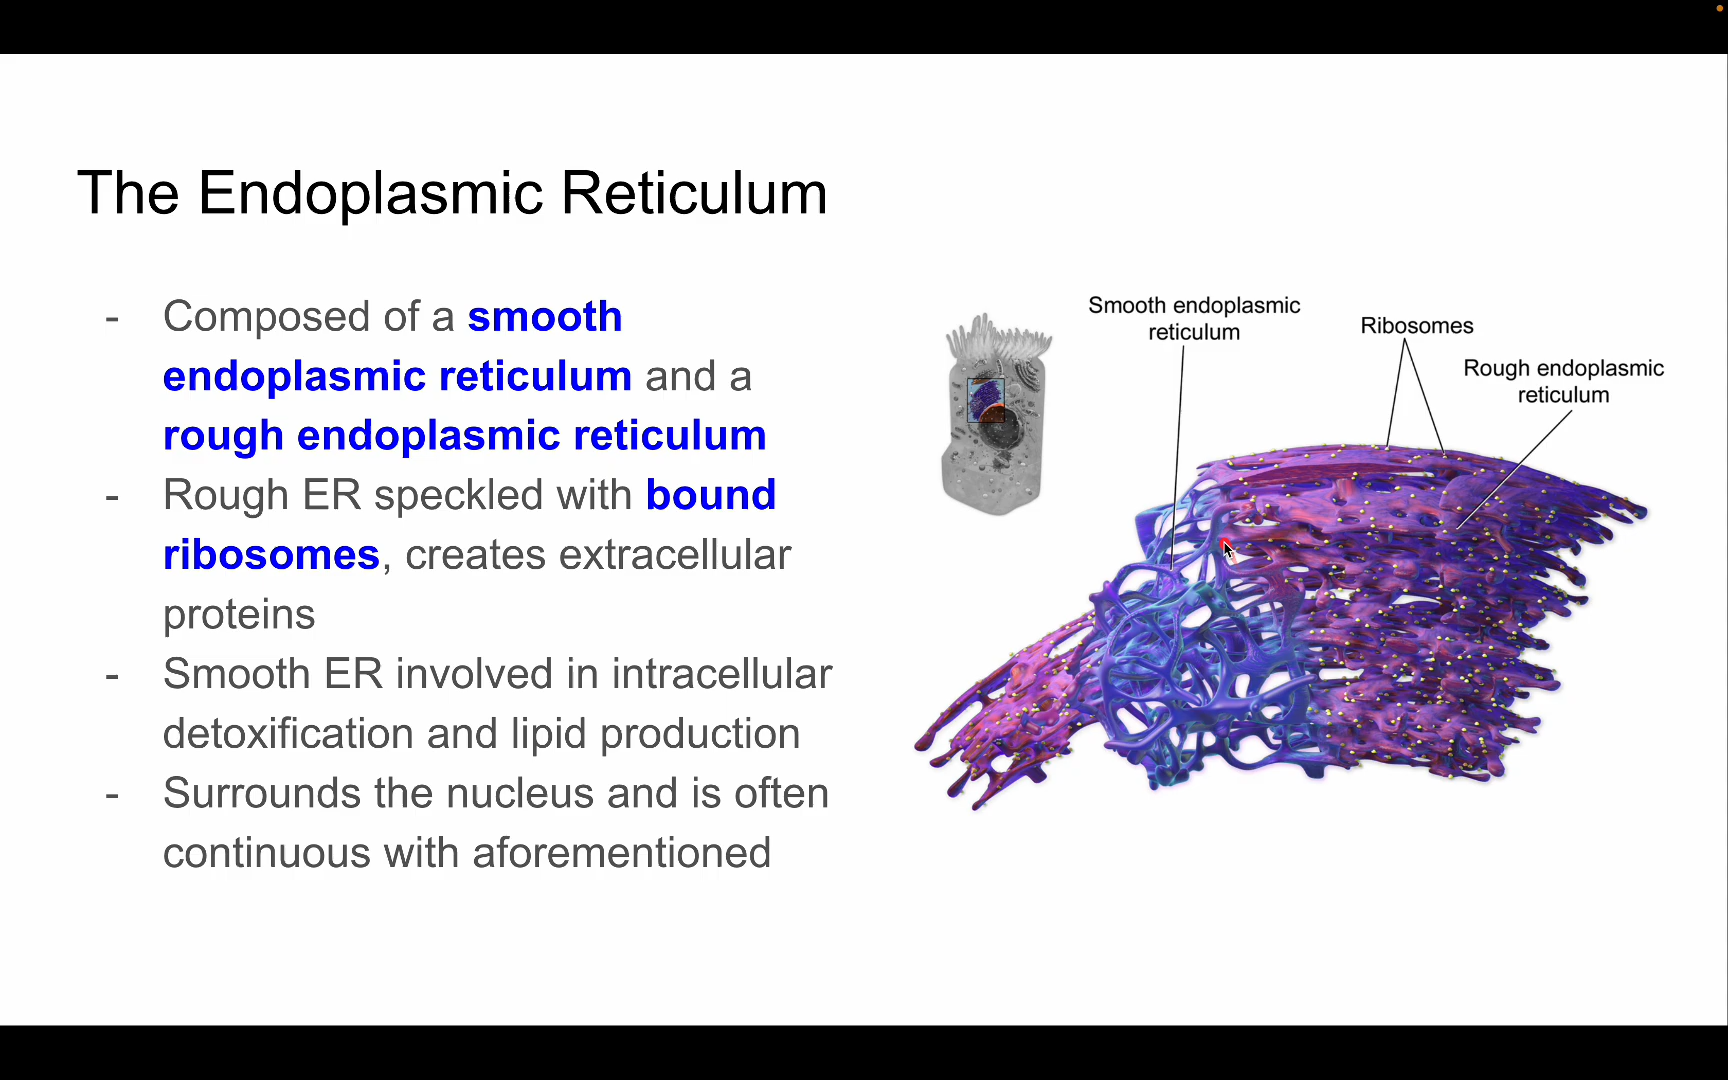 The Endoplasmic Reticulum
- Composed of a smooth
endoplasmic reticulum and a
rough endoplasmic reticulum
- Rough ER speckled with bound
ribosomes, creates extracellular
proteins
- Smooth ER involved in intracellular
detoxification and lipid production
- Surrounds the nucleus and is often
continuous with aforementioned
Smooth endoplasmic
reticulum
Ribosomes
Rough endoplasmic
reticulum